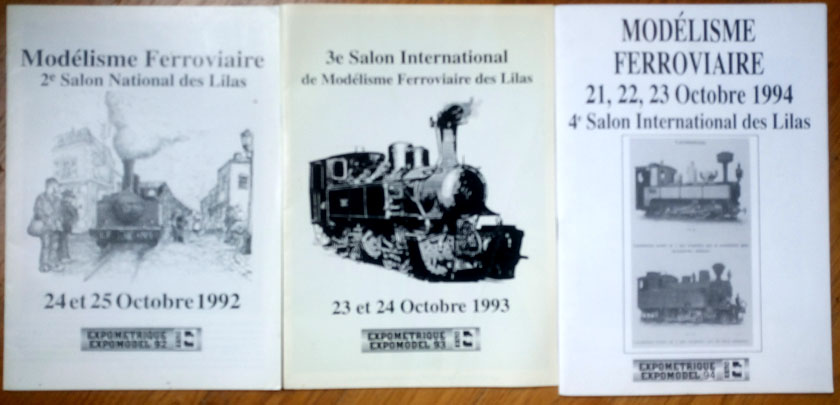 Modélisme Ferroviaire
2e Salon National des Lilas
24 et 25 Octobre 1992
EXPOMETRIQUE
EXPOMODEL 92
3e Salon International
de Modélisme Ferroviaire des Lilas
23 et 24 Octobre 1993
EXPOMETRIQUE
EXPOMODEL 93
MODÉLISME
FERROVIAIRE
21, 22, 23 Octobre 1994
4e Salon International des Lilas
EXPOMETRIQUE
EXPOMODEL 94